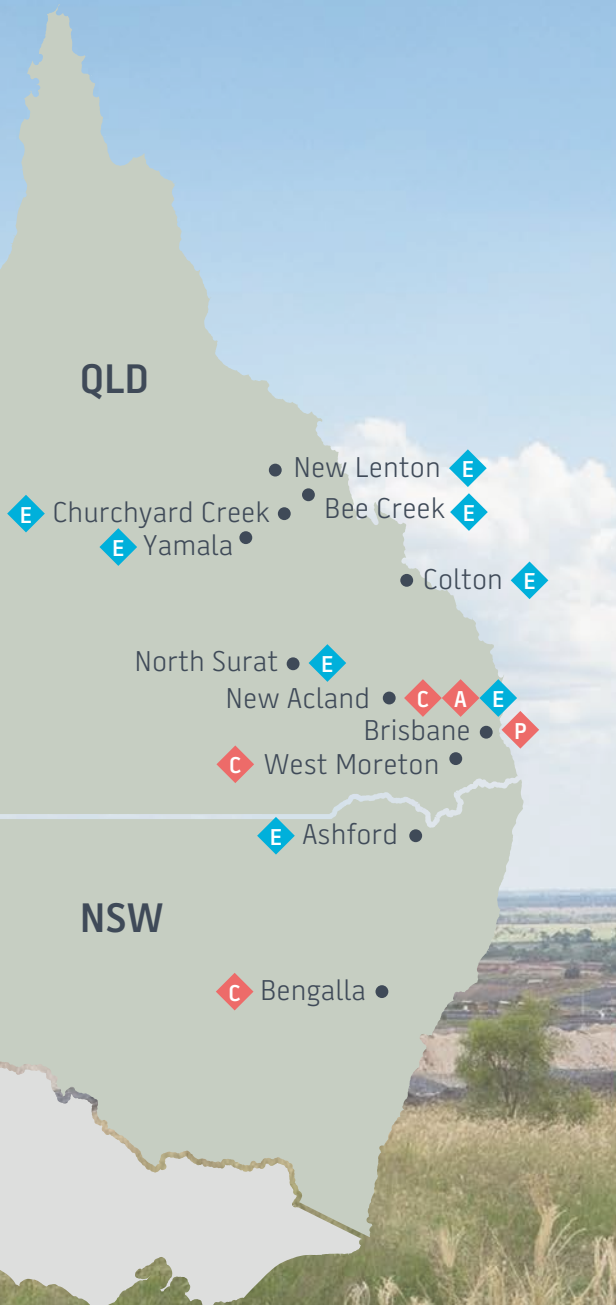 QLD
New Lenton E
E Churchyard Creek
Bee Creek E
E Yamala
Colton E
North Surat E
New Acland C A E
Brisbane P
C West Moreton
E Ashford
NSW
C Bengalla